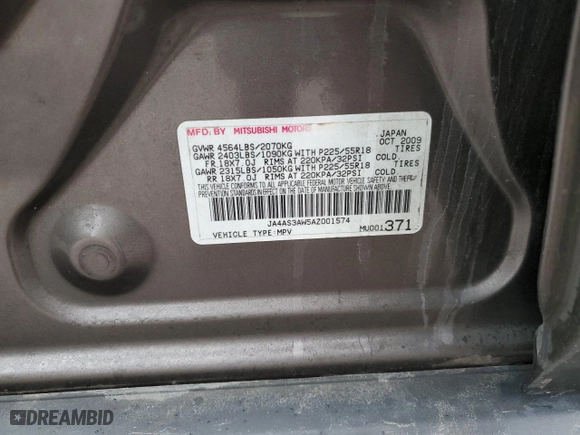 MFD. BY MITSUBISHI MOTORS JAPAN
GVWR 4564LBS/2070KG OCT 2009
GAWR 2403LBS/1090KG WITH P225/55R18 TIRES
FR 18X7.0J RIMS AT 220KPA/32PSI COLD.
GAWR 2315LBS/1050KG WITH P225/55R18 TIRES
RR 18X7.0J RIMS AT 220KPA/32PSI COLD.
THIS VEHICLE CONFORMS TO ALL APPLICABLE FEDERAL MOTOR VEHICLE SAFETY AND THEFT PRE-
VENTION STANDARDS IN EFFECT ON THE DATE OF MANUFACTURE SHOWN ABOVE.
JA4AS3AW5AZ001574
VEHICLE TYPE:MPV MU001371
DREAMBID